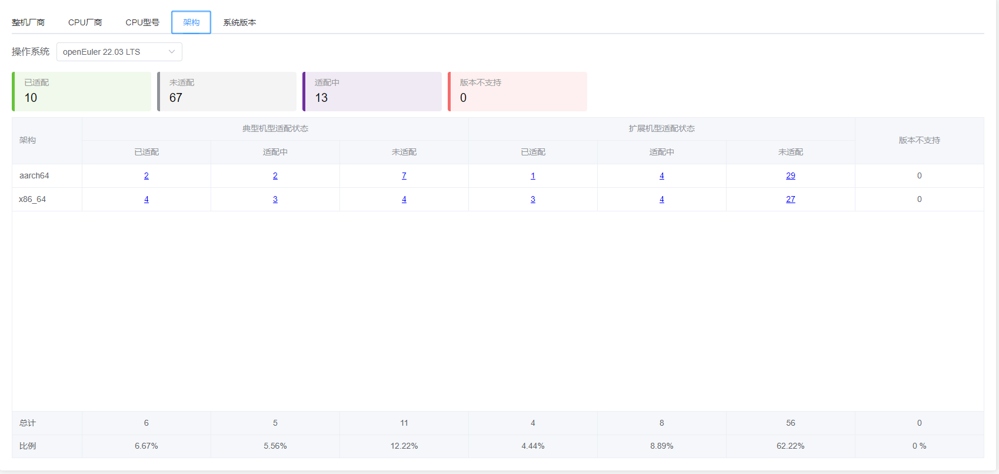 整机厂商 CPU厂商 CPU型号 架构 系统版本
操作系统 openEuler 22.03 LTS
已适配 未适配 适配中 版本不支持
10 67 13 0
架构 典型机型适配状态 扩展机型适配状态 版本不支持
已适配 适配中 未适配 已适配 适配中 未适配
aarch64 2 2 7 1 4 29 0
x86_64 4 3 4 3 4 27 0
总计 6 5 11 4 8 56 0
比例 6.67% 5.56% 12.22% 4.44% 8.89% 62.22% 0 %